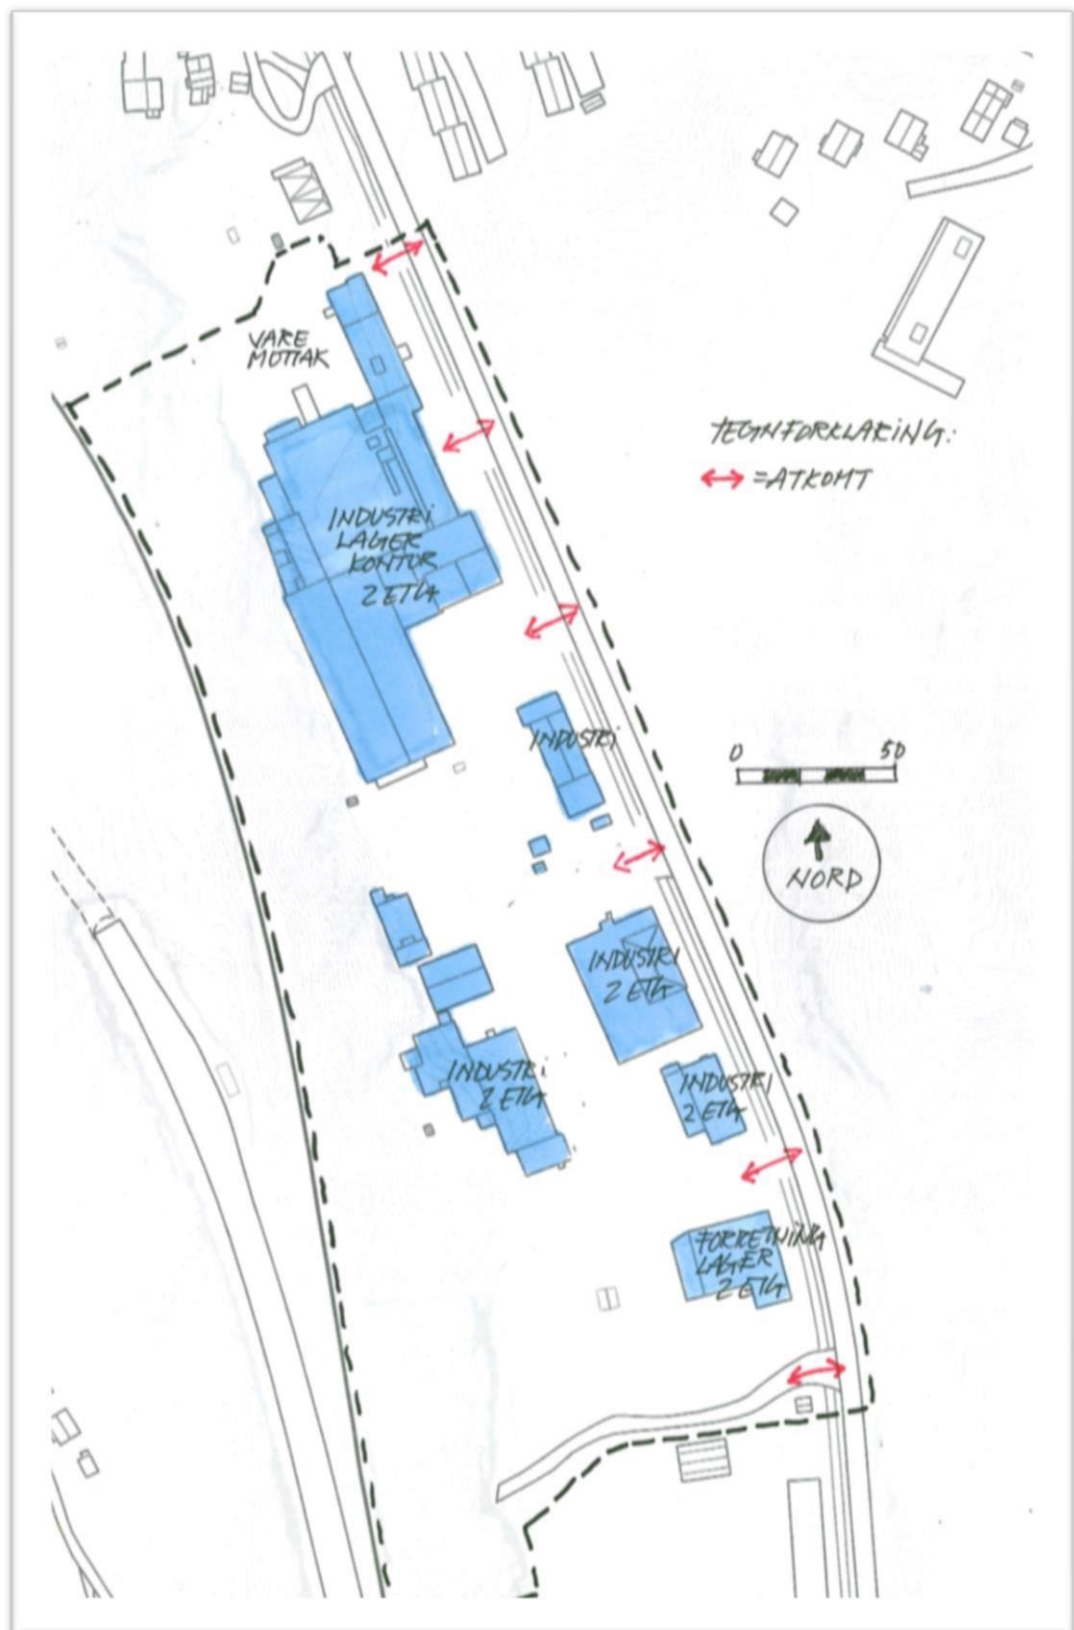 VARE
MOTTAK
TEGNFORKLARING:
=ATKOMT
INDUSTRI
LAGER
KONTOR
2 ETG
INDUSTRI
0 50
NORD
INDUSTRI
2 ETG
INDUSTRI
2 ETG
INDUSTRI
2 ETG
FORRETNING
LAGER
2 ETG